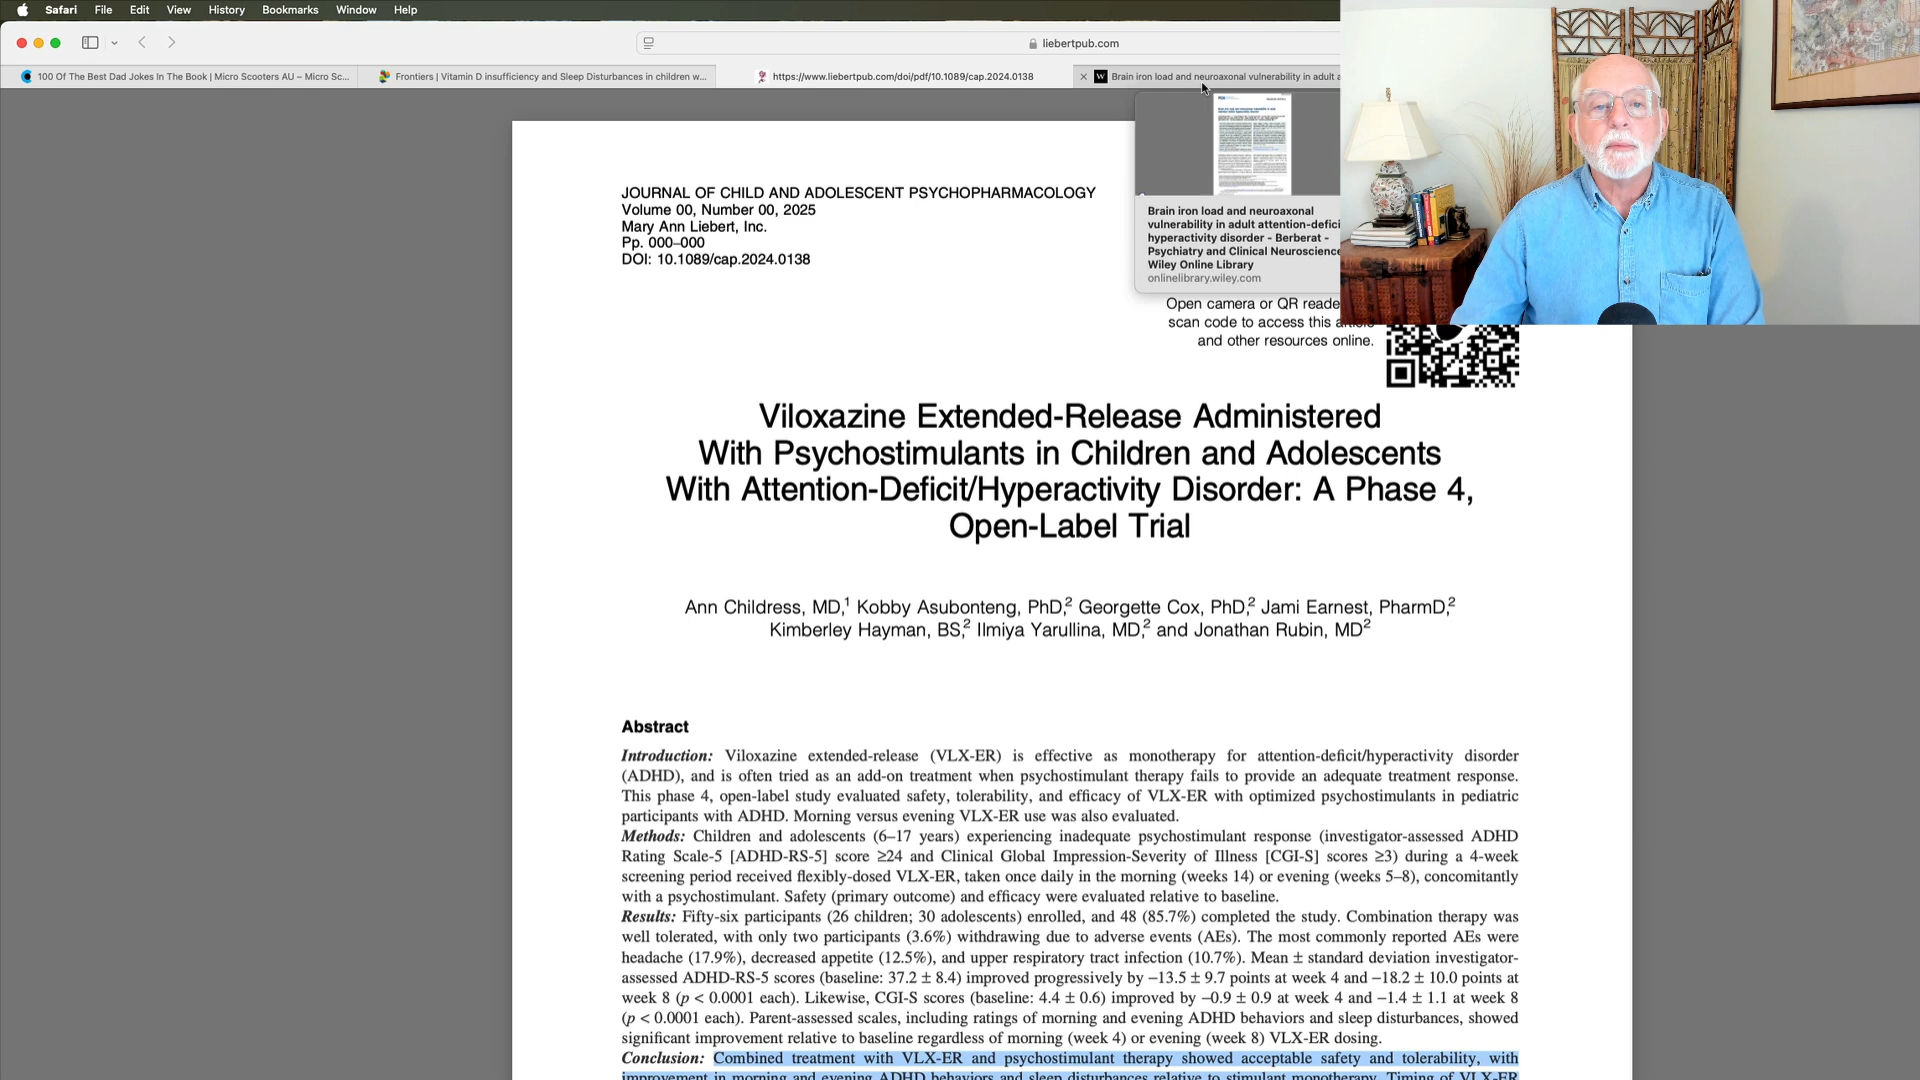 Safari File Edit View History Bookmarks Window Help
liebertpub.com
100 Of The Best Dad Jokes In The Book | Micro Scooters AU – Micro Sc...
Frontiers | Vitamin D insufficiency and Sleep Disturbances in children w...
https://www.liebertpub.com/doi/pdf/10.1089/cap.2024.0138
W Brain iron load and neuroaxonal vulnerability in adult a
JOURNAL OF CHILD AND ADOLESCENT PSYCHOPHARMACOLOGY
Volume 00, Number 00, 2025
Mary Ann Liebert, Inc.
Pp. 000–000
DOI: 10.1089/cap.2024.0138
Brain iron load and neuroaxonal
vulnerability in adult attention-defici
hyperactivity disorder - Berberat -
Psychiatry and Clinical Neuroscience
Wiley Online Library
onlinelibrary.wiley.com
Open camera or QR reade
scan code to access this article
and other resources online.
Viloxazine Extended-Release Administered
With Psychostimulants in Children and Adolescents
With Attention-Deficit/Hyperactivity Disorder: A Phase 4,
Open-Label Trial
Ann Childress, MD,1 Kobby Asubonteng, PhD,2 Georgette Cox, PhD,2 Jami Earnest, PharmD,2
Kimberley Hayman, BS,2 Ilmiya Yarullina, MD,2 and Jonathan Rubin, MD2
Abstract
Introduction: Viloxazine extended-release (VLX-ER) is effective as monotherapy for attention-deficit/hyperactivity disorder
(ADHD), and is often tried as an add-on treatment when psychostimulant therapy fails to provide an adequate treatment response.
This phase 4, open-label study evaluated safety, tolerability, and efficacy of VLX-ER with optimized psychostimulants in pediatric
participants with ADHD. Morning versus evening VLX-ER use was also evaluated.
Methods: Children and adolescents (6–17 years) experiencing inadequate psychostimulant response (investigator-assessed ADHD
Rating Scale-5 [ADHD-RS-5] score ≥24 and Clinical Global Impression-Severity of Illness [CGI-S] scores ≥3) during a 4-week
screening period received flexibly-dosed VLX-ER, taken once daily in the morning (weeks 14) or evening (weeks 5–8), concomitantly
with a psychostimulant. Safety (primary outcome) and efficacy were evaluated relative to baseline.
Results: Fifty-six participants (26 children; 30 adolescents) enrolled, and 48 (85.7%) completed the study. Combination therapy was
well tolerated, with only two participants (3.6%) withdrawing due to adverse events (AEs). The most commonly reported AEs were
headache (17.9%), decreased appetite (12.5%), and upper respiratory tract infection (10.7%). Mean ± standard deviation investigator-
assessed ADHD-RS-5 scores (baseline: 37.2 ± 8.4) improved progressively by −13.5 ± 9.7 points at week 4 and −18.2 ± 10.0 points at
week 8 (p < 0.0001 each). Likewise, CGI-S scores (baseline: 4.4 ± 0.6) improved by −0.9 ± 0.9 at week 4 and −1.4 ± 1.1 at week 8
(p < 0.0001 each). Parent-assessed scales, including ratings of morning and evening ADHD behaviors and sleep disturbances, showed
significant improvement relative to baseline regardless of morning (week 4) or evening (week 8) VLX-ER dosing.
Conclusion: Combined treatment with VLX-ER and psychostimulant therapy showed acceptable safety and tolerability, with
improvement in morning and evening ADHD behaviors and sleep disturbances relative to stimulant monotherapy. Timing of VLX-ER